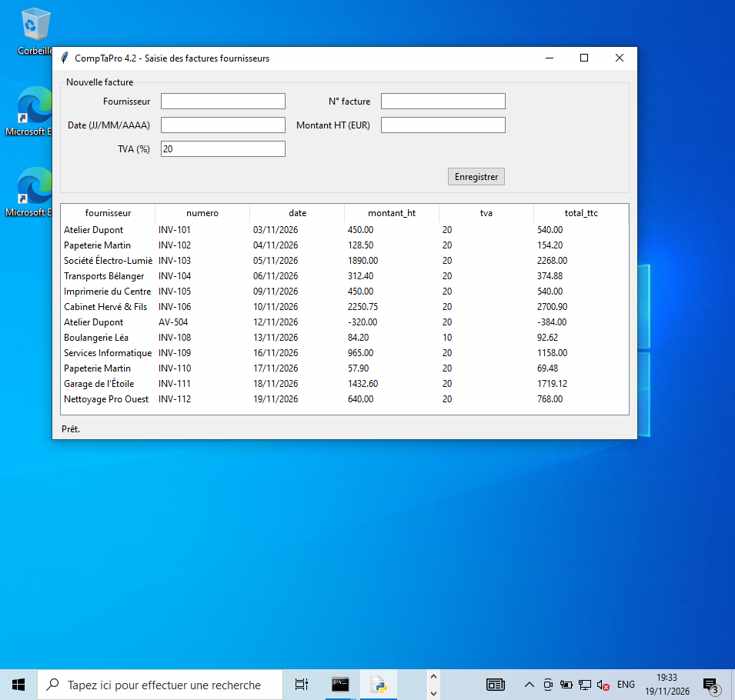 Corbeille
CompTaPro 4.2 - Saisie des factures fournisseurs
Microsoft E
Microsoft E
Nouvelle facture
Fournisseur N° facture
Date (JJ/MM/AAAA) Montant HT (EUR)
TVA (%) 20
Enregistrer
fournisseur numero date montant_ht tva total_ttc
Atelier Dupont INV-101 03/11/2026 450.00 20 540.00
Papeterie Martin INV-102 04/11/2026 128.50 20 154.20
Société Électro-Lumiè INV-103 05/11/2026 1890.00 20 2268.00
Transports Bélanger INV-104 06/11/2026 312.40 20 374.88
Imprimerie du Centre INV-105 09/11/2026 450.00 20 540.00
Cabinet Hervé & Fils INV-106 10/11/2026 2250.75 20 2700.90
Atelier Dupont AV-504 12/11/2026 -320.00 20 -384.00
Boulangerie Léa INV-108 13/11/2026 84.20 10 92.62
Services Informatique INV-109 16/11/2026 965.00 20 1158.00
Papeterie Martin INV-110 17/11/2026 57.90 20 69.48
Garage de l'Étoile INV-111 18/11/2026 1432.60 20 1719.12
Nettoyage Pro Ouest INV-112 19/11/2026 640.00 20 768.00
Prêt.
Tapez ici pour effectuer une recherche
ENG
19:33
19/11/2026
3